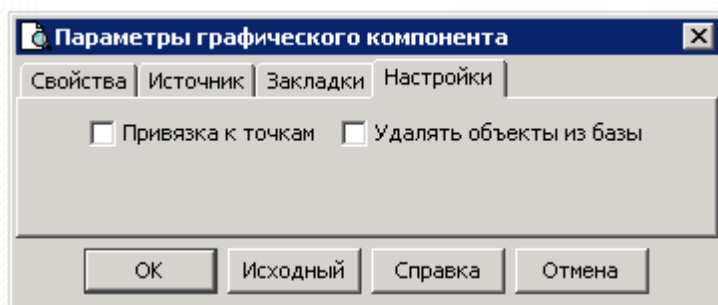 Параметры графического компонента
Свойства Источник Закладки Настройки
Привязка к точкам Удалять объекты из базы
OK Исходный Справка Отмена